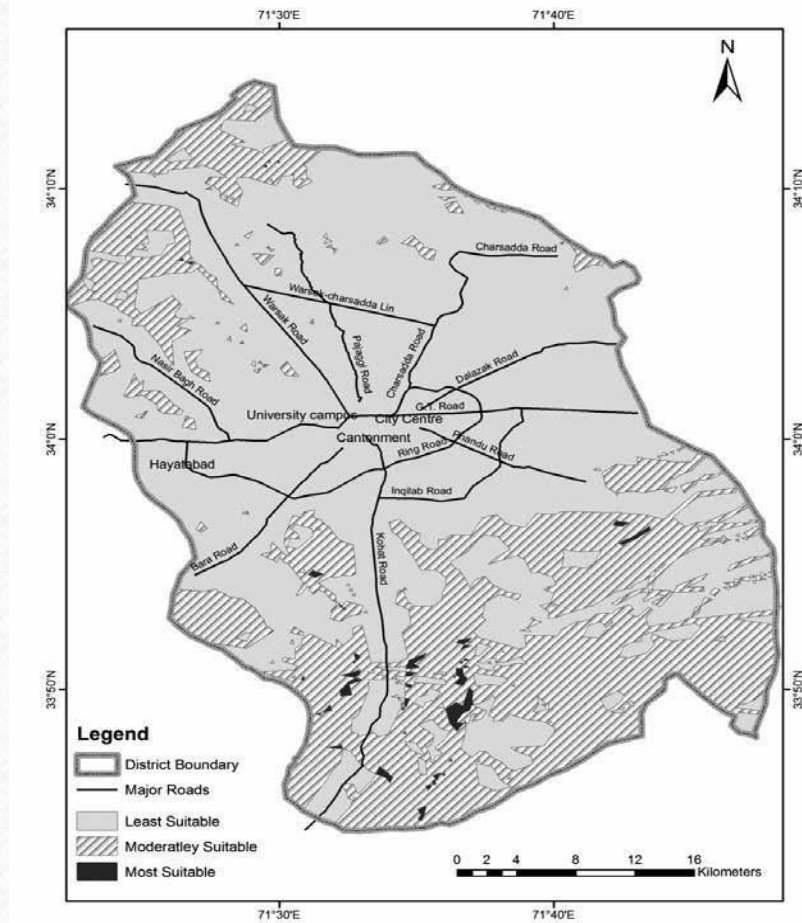 71°30'E 71°40'E
N
34°10'N 34°10'N
Charsadda Road
Warsak-charsadda Lin
Warsak Road
Pajaggi Road
Charsadda Road
Dalazak Road
Nasir Bagh Road
G.T. Road
University campus
City Centre
34°0'N 34°0'N
Cantonment
Ring Road
Phandu Road
Hayatabad
Inqilab Road
Bara Road
Kohat Road
33°50'N 33°50'N
Legend
District Boundary
Major Roads
Least Suitable
Moderatley Suitable
Most Suitable
0 2 4 8 12 16
Kilometers
71°30'E 71°40'E